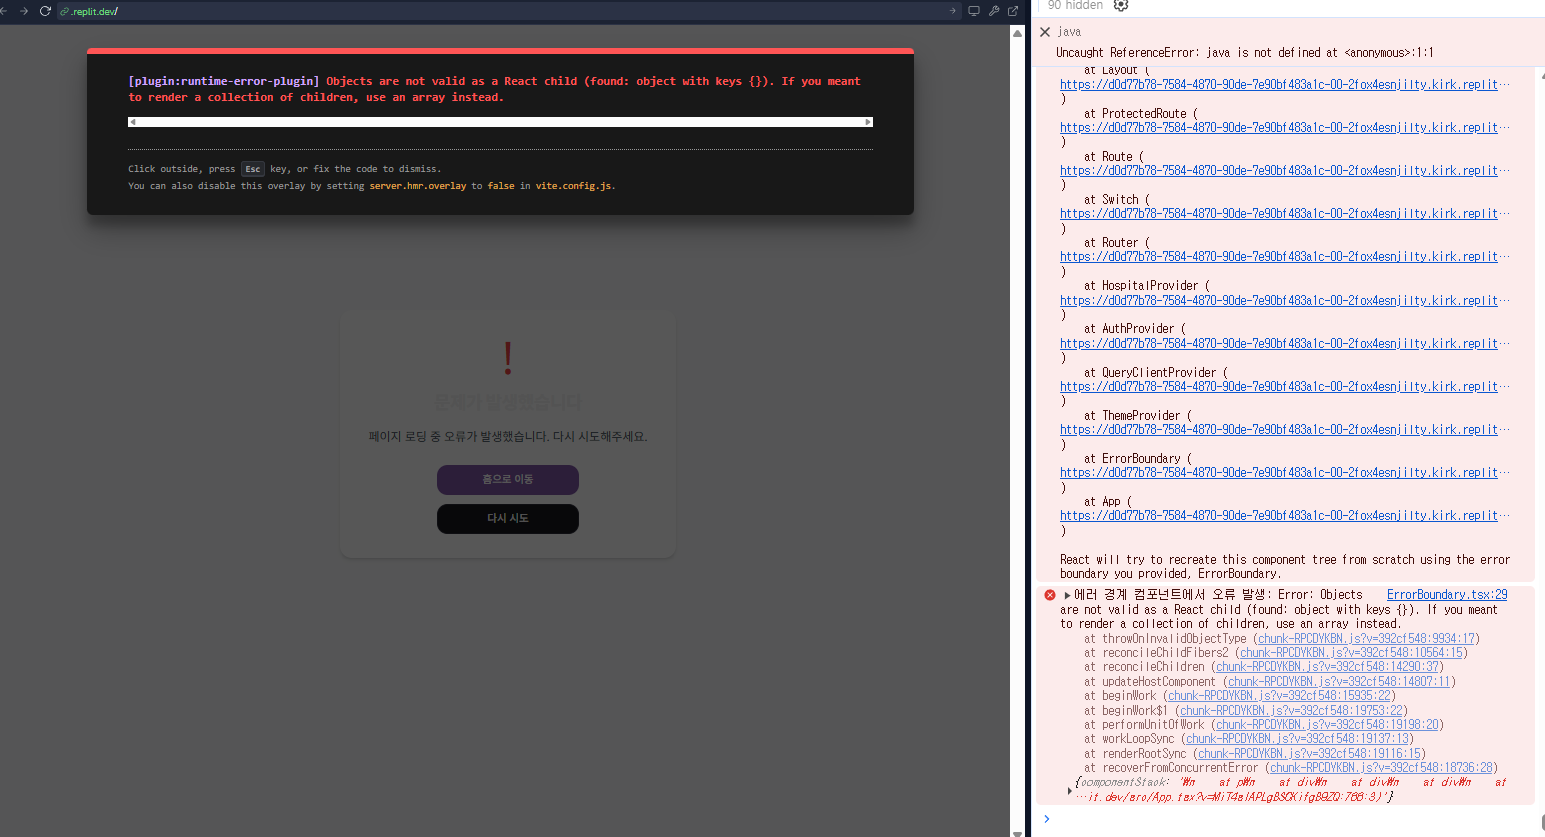 .replit.dev/
[plugin:runtime-error-plugin] Objects are not valid as a React child (found: object with keys {}). If you meant
to render a collection of children, use an array instead.
Click outside, press Esc key, or fix the code to dismiss.
You can also disable this overlay by setting server.hmr.overlay to false in vite.config.js.
!
문제가 발생했습니다
페이지 로딩 중 오류가 발생했습니다. 다시 시도해주세요.
홈으로 이동
다시 시도
90 hidden
java
Uncaught ReferenceError: java is not defined at <anonymous>:1:1
at Layout (
https://d0d77b78-7584-4870-90de-7e90bf483a1c-00-2fox4esnjilty.kirk.replit…
)
at ProtectedRoute (
https://d0d77b78-7584-4870-90de-7e90bf483a1c-00-2fox4esnjilty.kirk.replit…
)
at Route (
https://d0d77b78-7584-4870-90de-7e90bf483a1c-00-2fox4esnjilty.kirk.replit…
)
at Switch (
https://d0d77b78-7584-4870-90de-7e90bf483a1c-00-2fox4esnjilty.kirk.replit…
)
at Router (
https://d0d77b78-7584-4870-90de-7e90bf483a1c-00-2fox4esnjilty.kirk.replit…
)
at HospitalProvider (
https://d0d77b78-7584-4870-90de-7e90bf483a1c-00-2fox4esnjilty.kirk.replit…
)
at AuthProvider (
https://d0d77b78-7584-4870-90de-7e90bf483a1c-00-2fox4esnjilty.kirk.replit…
)
at QueryClientProvider (
https://d0d77b78-7584-4870-90de-7e90bf483a1c-00-2fox4esnjilty.kirk.replit…
)
at ThemeProvider (
https://d0d77b78-7584-4870-90de-7e90bf483a1c-00-2fox4esnjilty.kirk.replit…
)
at ErrorBoundary (
https://d0d77b78-7584-4870-90de-7e90bf483a1c-00-2fox4esnjilty.kirk.replit…
)
at App (
https://d0d77b78-7584-4870-90de-7e90bf483a1c-00-2fox4esnjilty.kirk.replit…
)
React will try to recreate this component tree from scratch using the error
boundary you provided, ErrorBoundary.
에러 경계 컴포넌트에서 오류 발생: Error: Objects ErrorBoundary.tsx:29
are not valid as a React child (found: object with keys {}). If you meant
to render a collection of children, use an array instead.
at throwOnInvalidObjectType (chunk-RPCDYKBN.js?v=392cf548:9934:17)
at reconcileChildFibers2 (chunk-RPCDYKBN.js?v=392cf548:10564:15)
at reconcileChildren (chunk-RPCDYKBN.js?v=392cf548:14290:37)
at updateHostComponent (chunk-RPCDYKBN.js?v=392cf548:14807:11)
at beginWork (chunk-RPCDYKBN.js?v=392cf548:15935:22)
at beginWork$1 (chunk-RPCDYKBN.js?v=392cf548:19753:22)
at performUnitOfWork (chunk-RPCDYKBN.js?v=392cf548:19198:20)
at workLoopSync (chunk-RPCDYKBN.js?v=392cf548:19137:13)
at renderRootSync (chunk-RPCDYKBN.js?v=392cf548:19116:15)
at recoverFromConcurrentError (chunk-RPCDYKBN.js?v=392cf548:18736:28)
{componentStack: '₩n at p₩n at div₩n at div₩n at div₩n at